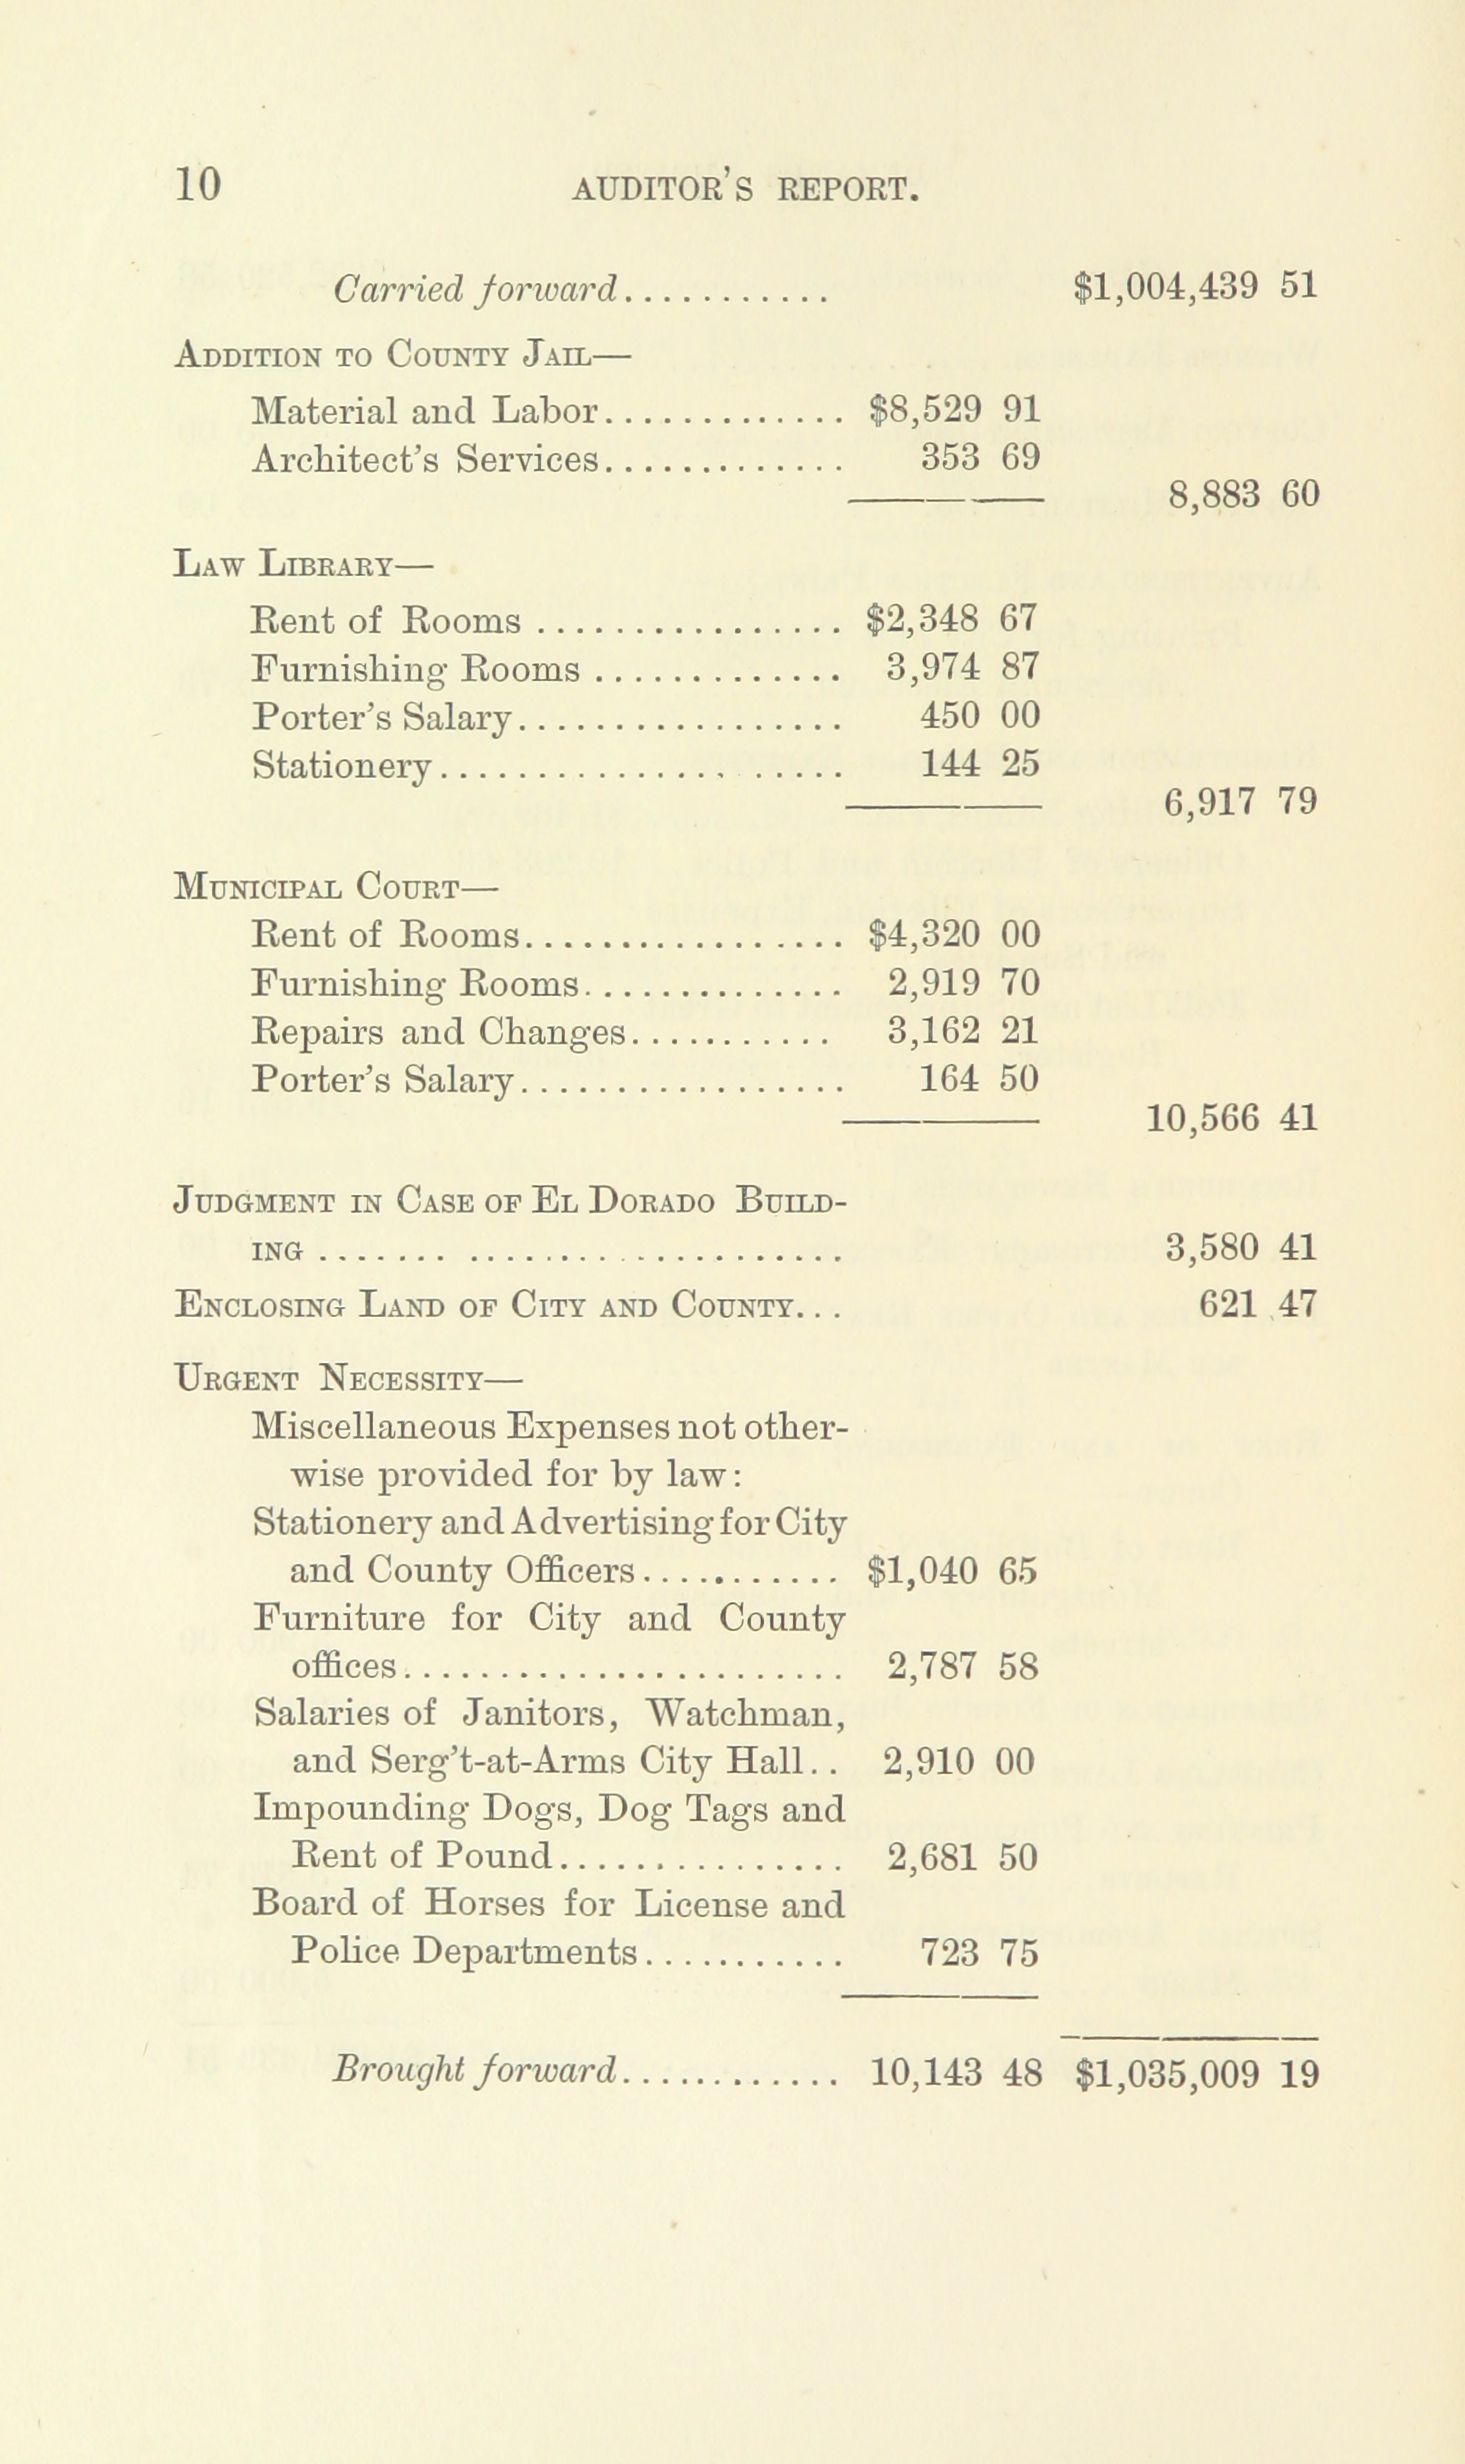 10 AUDITOR'S REPORT.
Carried forward............ $1,004,439 51
ADDITION TO COUNTY JAIL—
Material and Labor............. $8,529 91
Architect's Services............. 353 69
8,883 60
LAW LIBRARY—
Rent of Rooms ................ $2,348 67
Furnishing Rooms ............. 3,974 87
Porter's Salary................. 450 00
Stationery..................... 144 25
6,917 79
MUNICIPAL COURT—
Rent of Rooms................. $4,320 00
Furnishing Rooms.............. 2,919 70
Repairs and Changes........... 3,162 21
Porter's Salary................. 164 50
10,566 41
JUDGMENT IN CASE OF EL DORADO BUILD-
ING ........................... 3,580 41
ENCLOSING LAND OF CITY AND COUNTY... 621 47
URGENT NECESSITY—
Miscellaneous Expenses not other-
wise provided for by law:
Stationery and Advertising for City
and County Officers........... $1,040 65
Furniture for City and County
offices....................... 2,787 58
Salaries of Janitors, Watchman,
and Serg't-at-Arms City Hall.. 2,910 00
Impounding Dogs, Dog Tags and
Rent of Pound............... 2,681 50
Board of Horses for License and
Police Departments........... 723 75
Brought forward............ 10,143 48 $1,035,009 19